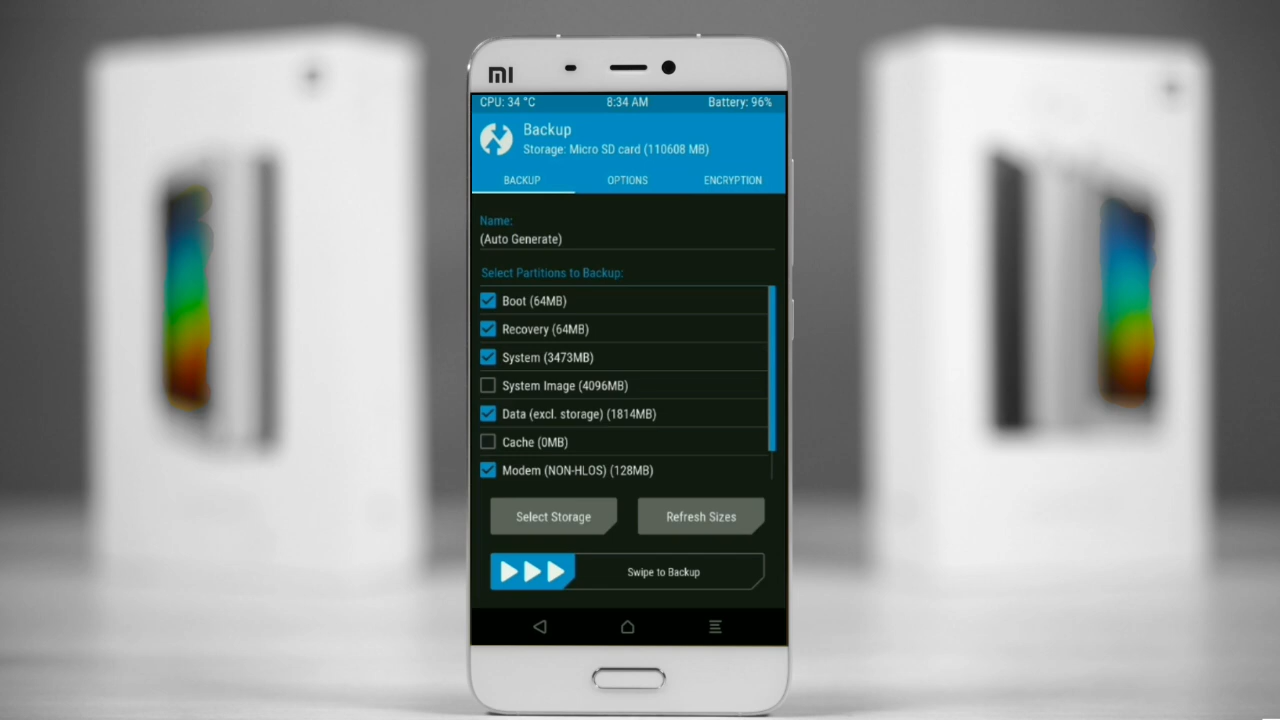 mi
CPU: 34 °C 8:34 AM Battery: 96%
Backup
Storage: Micro SD card (110608 MB)
BACKUP OPTIONS ENCRYPTION
Name:
(Auto Generate)
Select Partitions to Backup:
Boot (64MB)
Recovery (64MB)
System (3473MB)
System Image (4096MB)
Data (excl. storage) (1814MB)
Cache (0MB)
Modem (NON-HLOS) (128MB)
Select Storage Refresh Sizes
Swipe to Backup